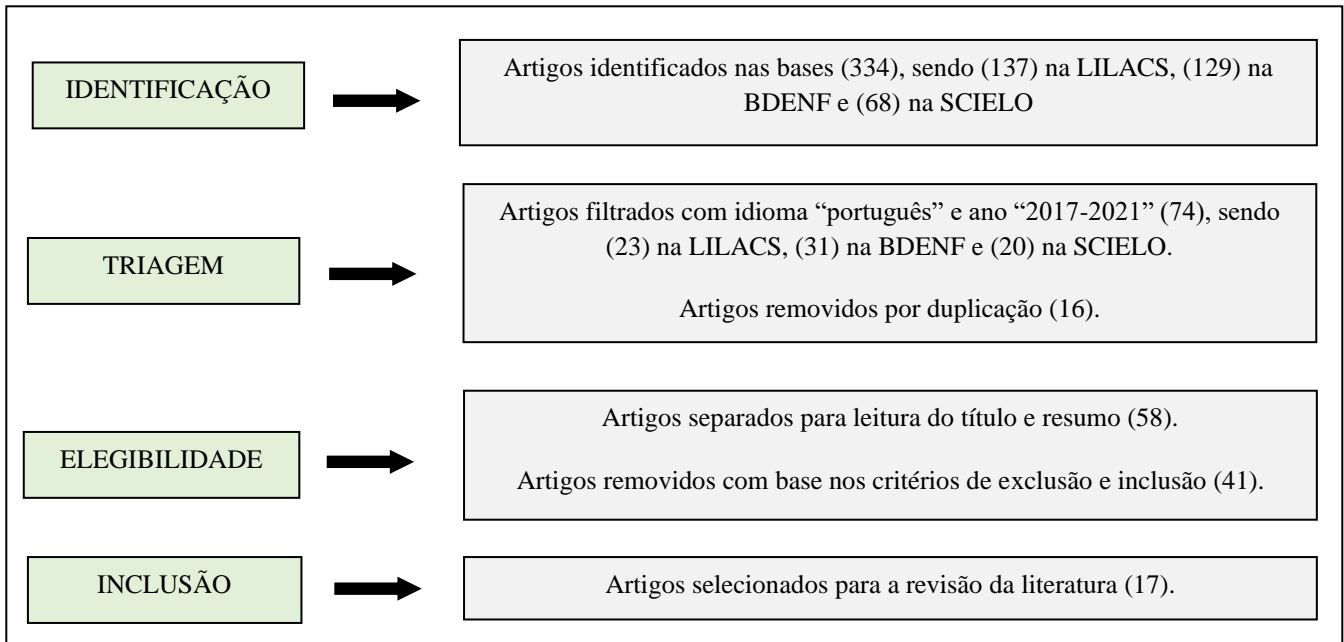 IDENTIFICAÇÃO
Artigos identificados nas bases (334), sendo (137) na LILACS, (129) na
BDENF e (68) na SCIELO
TRIAGEM
Artigos filtrados com idioma “português” e ano “2017-2021” (74), sendo
(23) na LILACS, (31) na BDENF e (20) na SCIELO.
Artigos removidos por duplicação (16).
ELEGIBILIDADE
Artigos separados para leitura do título e resumo (58).
Artigos removidos com base nos critérios de exclusão e inclusão (41).
INCLUSÃO
Artigos selecionados para a revisão da literatura (17).